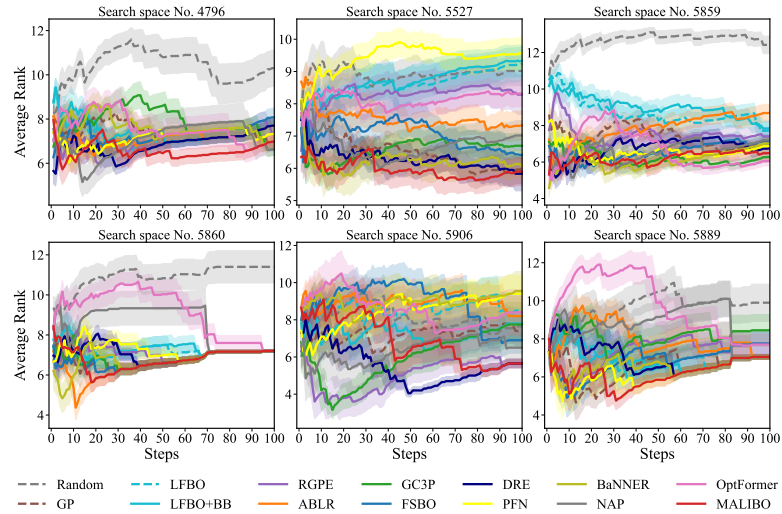 Search space No. 4796 Search space No. 5527 Search space No. 5859
Average Rank
12
10
8
6
0 10 20 30 40 50 60 70 80 90 100
10
9
8
7
6
5
0 10 20 30 40 50 60 70 80 90 100
12
10
8
6
4
0 10 20 30 40 50 60 70 80 90 100
Search space No. 5860 Search space No. 5906 Search space No. 5889
Average Rank
12
10
8
6
4
0 10 20 30 40 50 60 70 80 90 100
12
10
8
6
4
0 10 20 30 40 50 60 70 80 90 100
12
10
8
6
4
0 10 20 30 40 50 60 70 80 90 100
Steps Steps Steps
Random LFBO RGPE GC3P DRE BaNNER OptFormer
GP LFBO+BB ABLR FSBO PFN NAP MALIBO